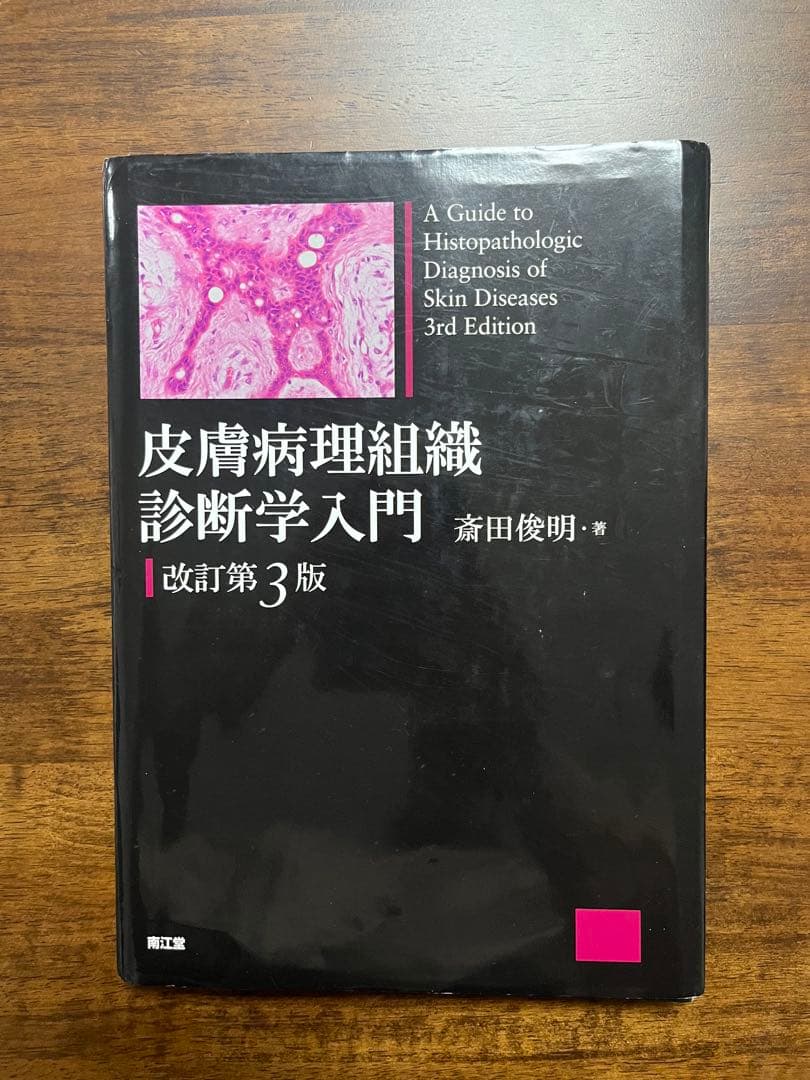 A Guide to
Histopathologic
Diagnosis of
Skin Diseases
3rd Edition
皮膚病理組織
診断学入門 斎田俊明・著
改訂第3版
南江堂